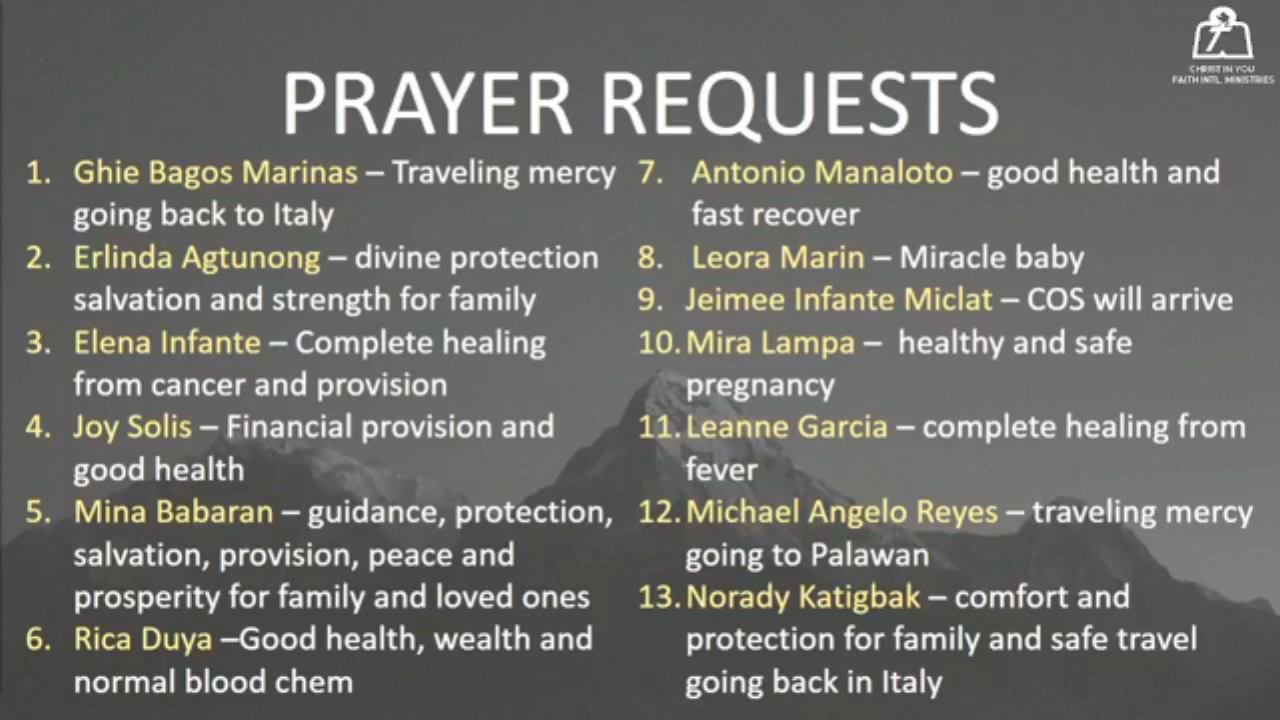 CHRIST IN YOU
FAITH INTL. MINISTRIES
PRAYER REQUESTS
1. Ghie Bagos Marinas – Traveling mercy
going back to Italy
2. Erlinda Agtunong – divine protection
salvation and strength for family
3. Elena Infante – Complete healing
from cancer and provision
4. Joy Solis – Financial provision and
good health
5. Mina Babaran – guidance, protection,
salvation, provision, peace and
prosperity for family and loved ones
6. Rica Duya –Good health, wealth and
normal blood chem
7. Antonio Manaloto – good health and
fast recover
8. Leora Marin – Miracle baby
9. Jeimee Infante Miclat – COS will arrive
10. Mira Lampa – healthy and safe
pregnancy
11. Leanne Garcia – complete healing from
fever
12. Michael Angelo Reyes – traveling mercy
going to Palawan
13. Norady Katigbak – comfort and
protection for family and safe travel
going back in Italy